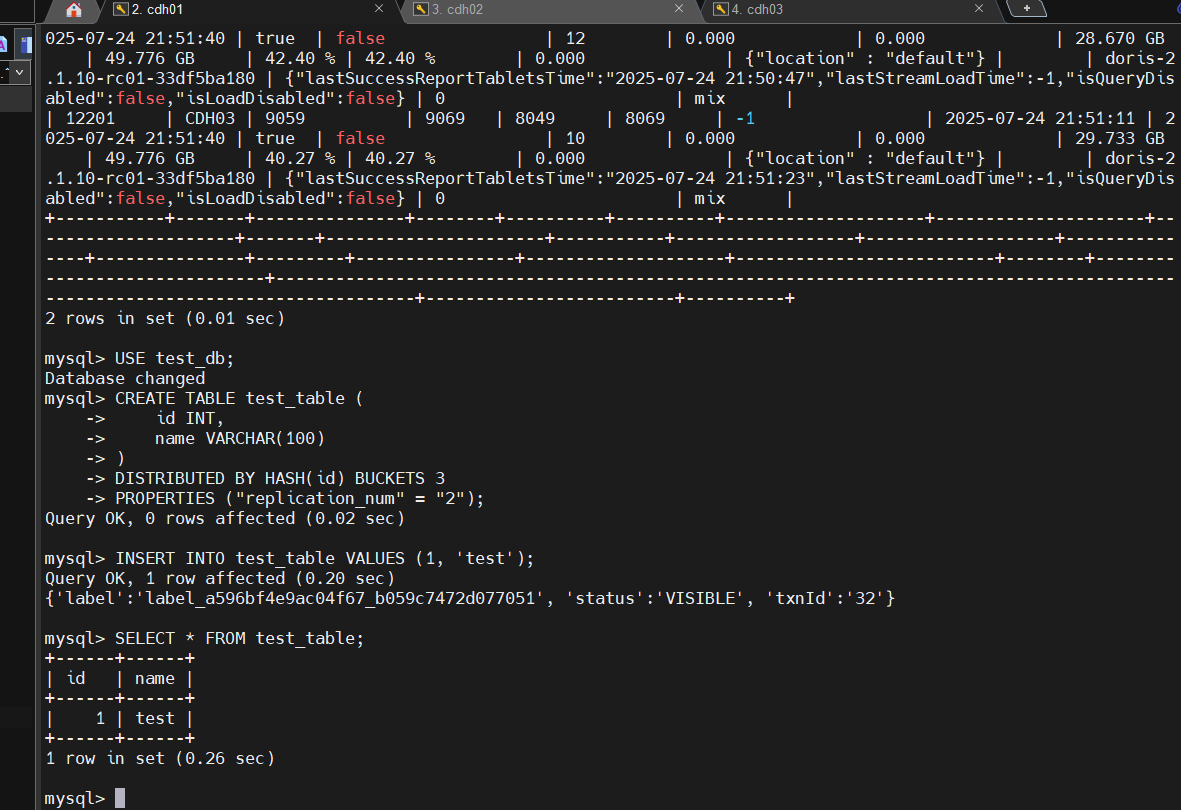 2. cdh01
3. cdh02
4. cdh03
025-07-24 21:51:40 | true  | false                | 12        | 0.000            | 0.000             | 28.670 GB
    | 49.776 GB     | 42.40 % | 42.40 %        | 0.000              | {"location" : "default"} |        | doris-2
.1.10-rc01-33df5ba180 | {"lastSuccessReportTabletsTime":"2025-07-24 21:50:47","lastStreamLoadTime":-1,"isQueryDis
abled":false,"isLoadDisabled":false} | 0                       | mix      |
| 12201     | CDH03 | 9059          | 9069   | 8049     | 8069     | -1                 | 2025-07-24 21:51:11 | 2
025-07-24 21:51:40 | true  | false                | 10        | 0.000            | 0.000             | 29.733 GB
    | 49.776 GB     | 40.27 % | 40.27 %        | 0.000              | {"location" : "default"} |        | doris-2
.1.10-rc01-33df5ba180 | {"lastSuccessReportTabletsTime":"2025-07-24 21:51:23","lastStreamLoadTime":-1,"isQueryDis
abled":false,"isLoadDisabled":false} | 0                       | mix      |
+-----------+-------+---------------+--------+----------+----------+--------------------+---------------------+--
-------------------+-------+----------------------+-----------+------------------+-------------------+-----------
----+---------------+---------+----------------+--------------------+--------------------------+--------+--------
----------------------+------------------------------------------------------------------------------------------
-------------------------------------+-------------------------+----------+
2 rows in set (0.01 sec)
mysql> USE test_db;
Database changed
mysql> CREATE TABLE test_table (
    ->     id INT,
    ->     name VARCHAR(100)
    -> )
    -> DISTRIBUTED BY HASH(id) BUCKETS 3
    -> PROPERTIES ("replication_num" = "2");
Query OK, 0 rows affected (0.02 sec)
mysql> INSERT INTO test_table VALUES (1, 'test');
Query OK, 1 row affected (0.20 sec)
{'label':'label_a596bf4e9ac04f67_b059c7472d077051', 'status':'VISIBLE', 'txnId':'32'}
mysql> SELECT * FROM test_table;
+------+------+
| id   | name |
+------+------+
|    1 | test |
+------+------+
1 row in set (0.26 sec)
mysql>